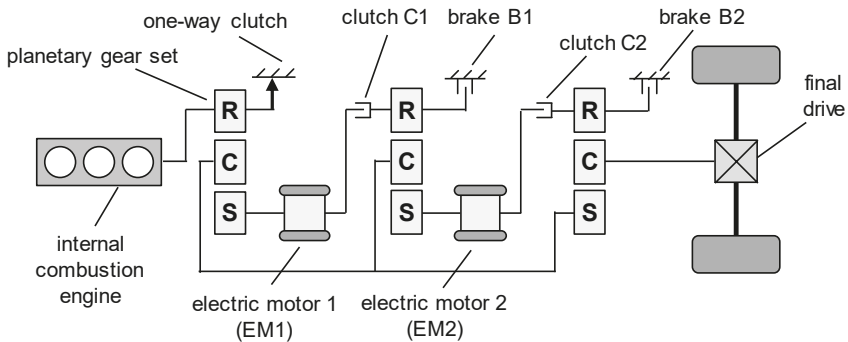 one-way clutch
planetary gear set
clutch C1
brake B1
clutch C2
brake B2
final
drive
R
R
R
C
C
C
S
S
S
internal
combustion
engine
electric motor 1
(EM1)
electric motor 2
(EM2)